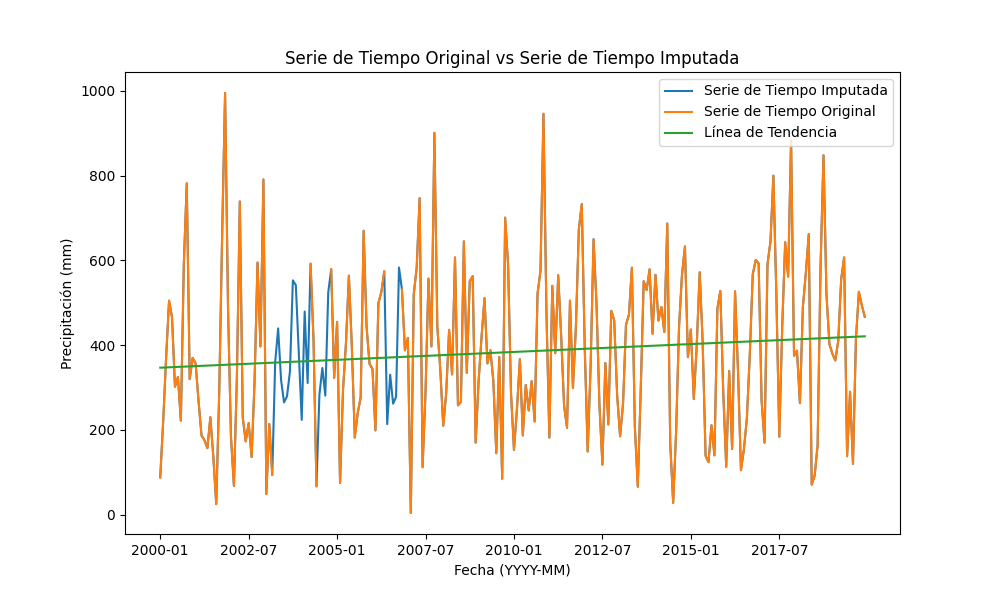 Serie de Tiempo Original vs Serie de Tiempo Imputada
Serie de Tiempo Imputada
Serie de Tiempo Original
Línea de Tendencia
Precipitación (mm)
1000
800
600
400
200
0
2000-01 2002-07 2005-01 2007-07 2010-01 2012-07 2015-01 2017-07
Fecha (YYYY-MM)